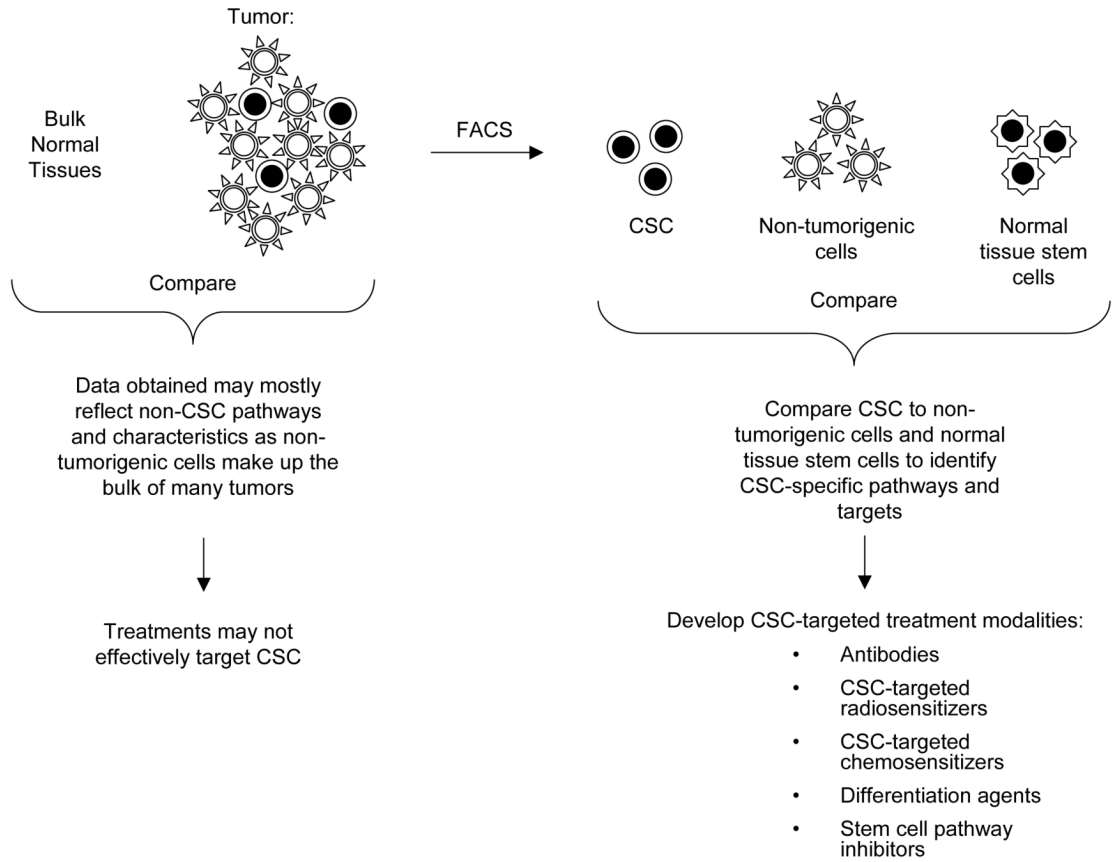 Tumor:
Bulk
Normal
Tissues
FACS
CSC
Non-tumorigenic
cells
Normal
tissue stem
cells
Compare
Compare
Data obtained may mostly
reflect non-CSC pathways
and characteristics as non-
tumorigenic cells make up the
bulk of many tumors
Treatments may not
effectively target CSC
Compare CSC to non-
tumorigenic cells and normal
tissue stem cells to identify
CSC-specific pathways and
targets
Develop CSC-targeted treatment modalities:
• Antibodies
• CSC-targeted
radiosensitizers
• CSC-targeted
chemosensitizers
• Differentiation agents
• Stem cell pathway
inhibitors